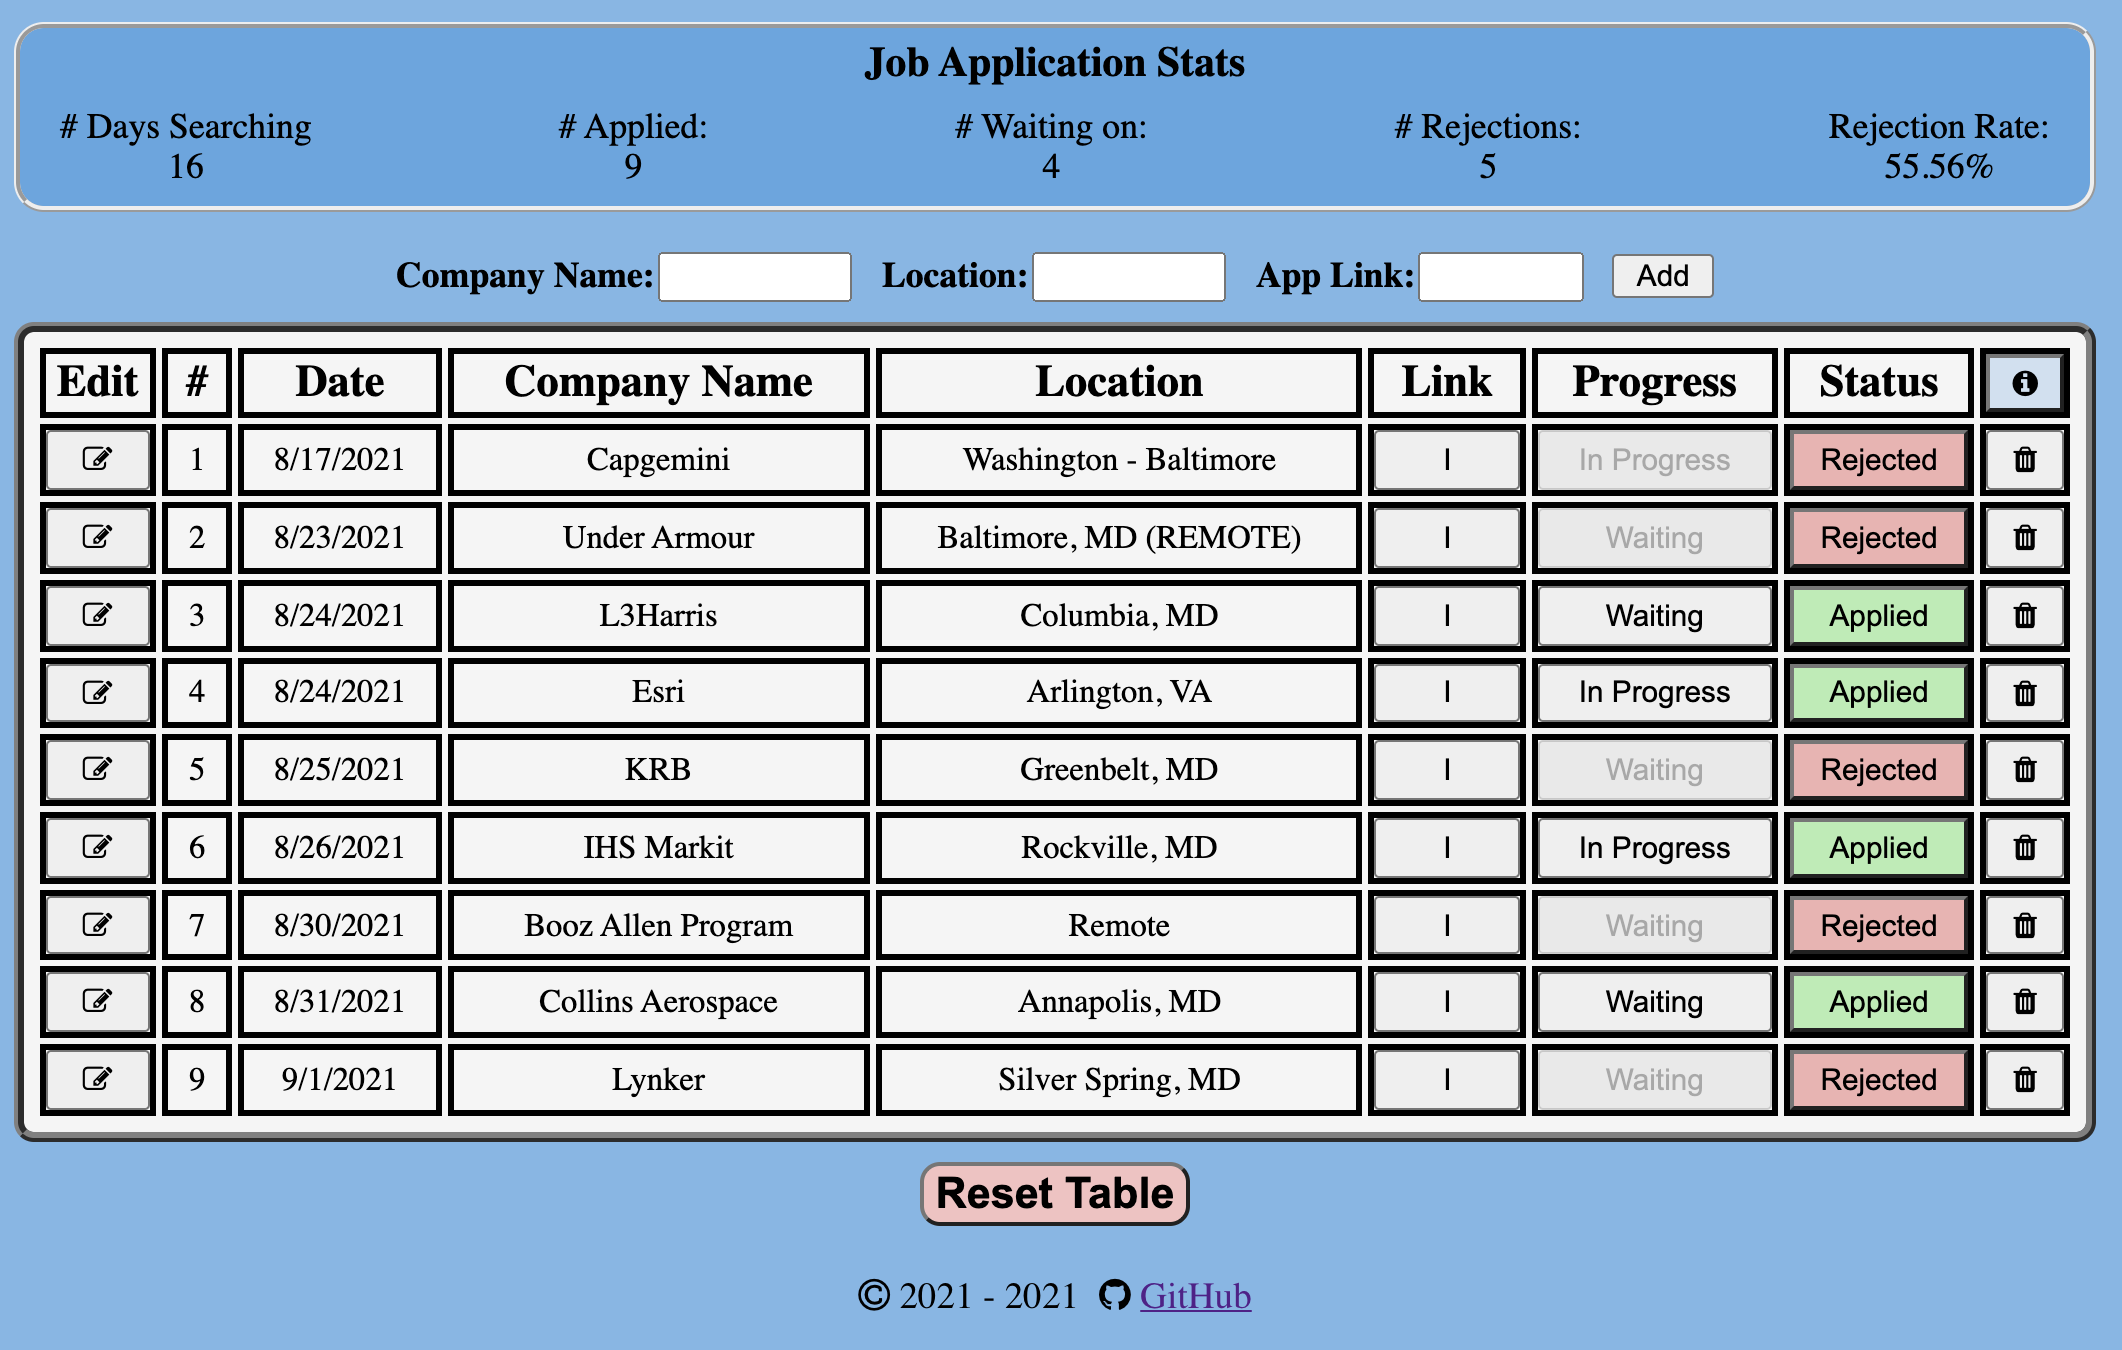 Job Application Stats
# Days Searching # Applied: # Waiting on: # Rejections: Rejection Rate:
16 9 4 5 55.56%
Company Name: Location: App Link: Add
Edit # Date Company Name Location Link Progress Status
1 8/17/2021 Capgemini Washington - Baltimore I In Progress Rejected
2 8/23/2021 Under Armour Baltimore, MD (REMOTE) I Waiting Rejected
3 8/24/2021 L3Harris Columbia, MD I Waiting Applied
4 8/24/2021 Esri Arlington, VA I In Progress Applied
5 8/25/2021 KRB Greenbelt, MD I Waiting Rejected
6 8/26/2021 IHS Markit Rockville, MD I In Progress Applied
7 8/30/2021 Booz Allen Program Remote I Waiting Rejected
8 8/31/2021 Collins Aerospace Annapolis, MD I Waiting Applied
9 9/1/2021 Lynker Silver Spring, MD I Waiting Rejected
Reset Table
© 2021 - 2021 GitHub